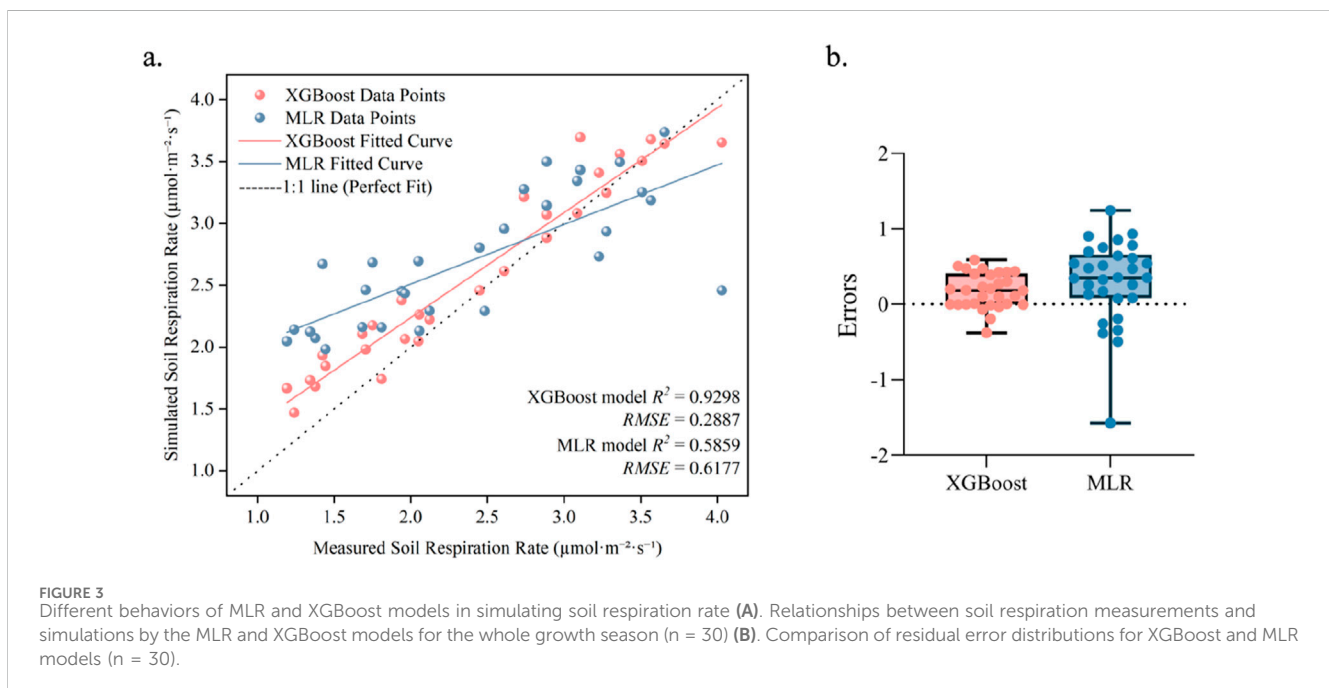 a.
XGBoost Data Points
MLR Data Points
XGBoost Fitted Curve
MLR Fitted Curve
1:1 line (Perfect Fit)
XGBoost model R² = 0.9298
RMSE = 0.2887
MLR model R² = 0.5859
RMSE = 0.6177
Simulated Soil Respiration Rate (μmol·m⁻²·s⁻¹)
4.0
3.5
3.0
2.5
2.0
1.5
1.0
1.0 1.5 2.0 2.5 3.0 3.5 4.0
Measured Soil Respiration Rate (μmol·m⁻²·s⁻¹)
b.
Errors
2
1
0
-1
-2
XGBoost MLR
FIGURE 3
Different behaviors of MLR and XGBoost models in simulating soil respiration rate (A). Relationships between soil respiration measurements and
simulations by the MLR and XGBoost models for the whole growth season (n = 30) (B). Comparison of residual error distributions for XGBoost and MLR
models (n = 30).